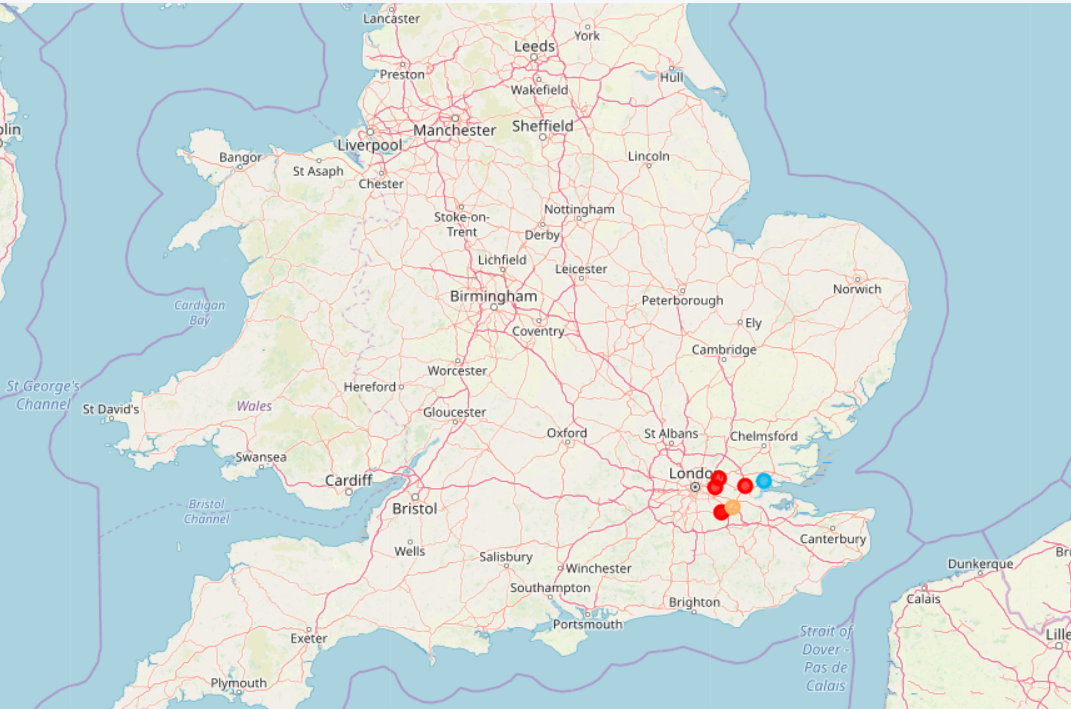 Lancaster
York
Leeds
Preston
Hull
Wakefield
Manchester
Sheffield
Liverpool
Bangor
St Asaph
Chester
Lincoln
Stoke-on-
Trent
Nottingham
Derby
Lichfield
Leicester
Birmingham
Peterborough
Norwich
Cardigan
Bay
Coventry
Ely
Cambridge
Worcester
Hereford
St George's
Channel
St David's
Wales
Gloucester
Oxford
St Albans
Chelmsford
Swansea
Cardiff
Bristol
Channel
Bristol
Canterbury
Wells
Salisbury
Winchester
Southampton
Portsmouth
Brighton
Dunkerque
Calais
Exeter
Plymouth
Strait of
Dover -
Pas de
Calais
Lille